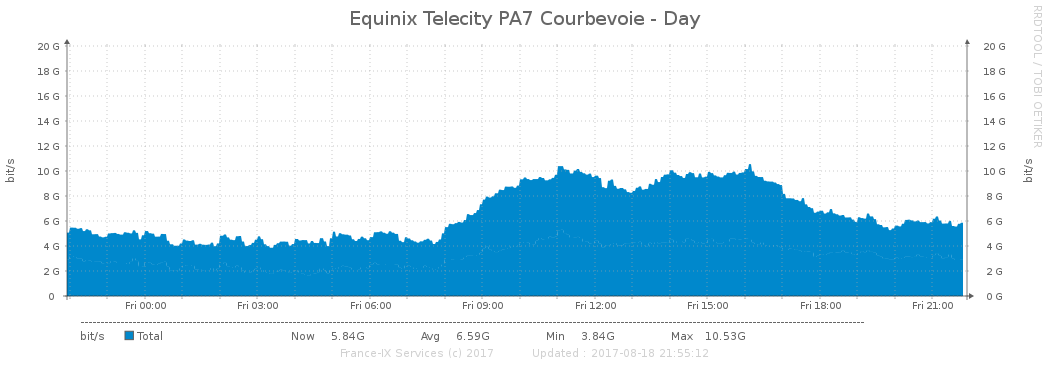 Equinix Telecity PA7 Courbevoie - Day
RRDTOOL / TOBI OETIKER
20 G 20 G
18 G 18 G
16 G 16 G
14 G 14 G
12 G 12 G
10 G 10 G
8 G 8 G
6 G 6 G
4 G 4 G
2 G 2 G
0 0 G
bit/s bit/s
Fri 00:00 Fri 03:00 Fri 06:00 Fri 09:00 Fri 12:00 Fri 15:00 Fri 18:00 Fri 21:00
bit/s Total Now 5.84G Avg 6.59G Min 3.84G Max 10.53G
France-IX Services (c) 2017 Updated : 2017-08-18 21:55:12